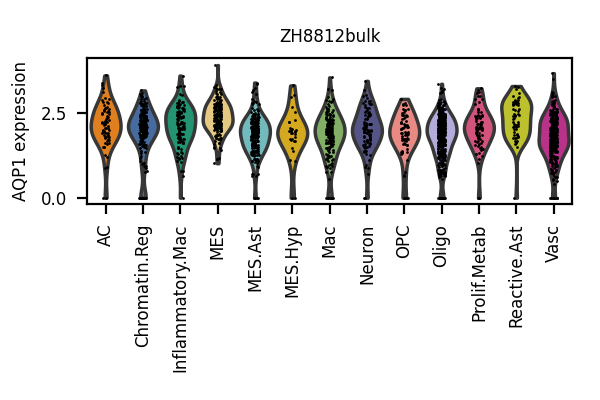 ZH8812bulk
AQP1 expression
2.5
0.0
AC
Chromatin.Reg
Inflammatory.Mac
MES
MES.Ast
MES.Hyp
Mac
Neuron
OPC
Oligo
Prolif.Metab
Reactive.Ast
Vasc